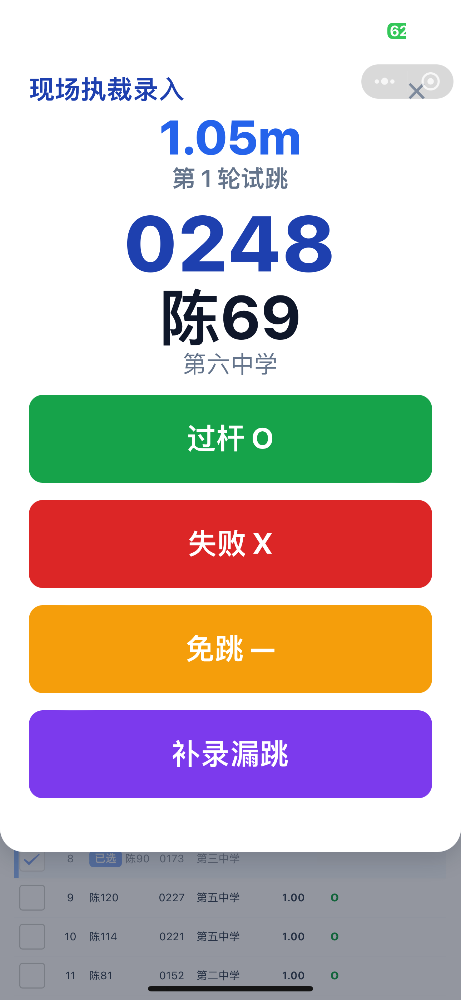 62
现场执裁录入
1.05m
第 1 轮试跳
0248
陈69
第六中学
过杆 O
失败 X
免跳 —
补录漏跳
8 已选 陈90 0173 第三中学
9 陈120 0227 第五中学 1.00 O
10 陈114 0221 第五中学 1.00 O
11 陈81 0152 第二中学 1.00 O